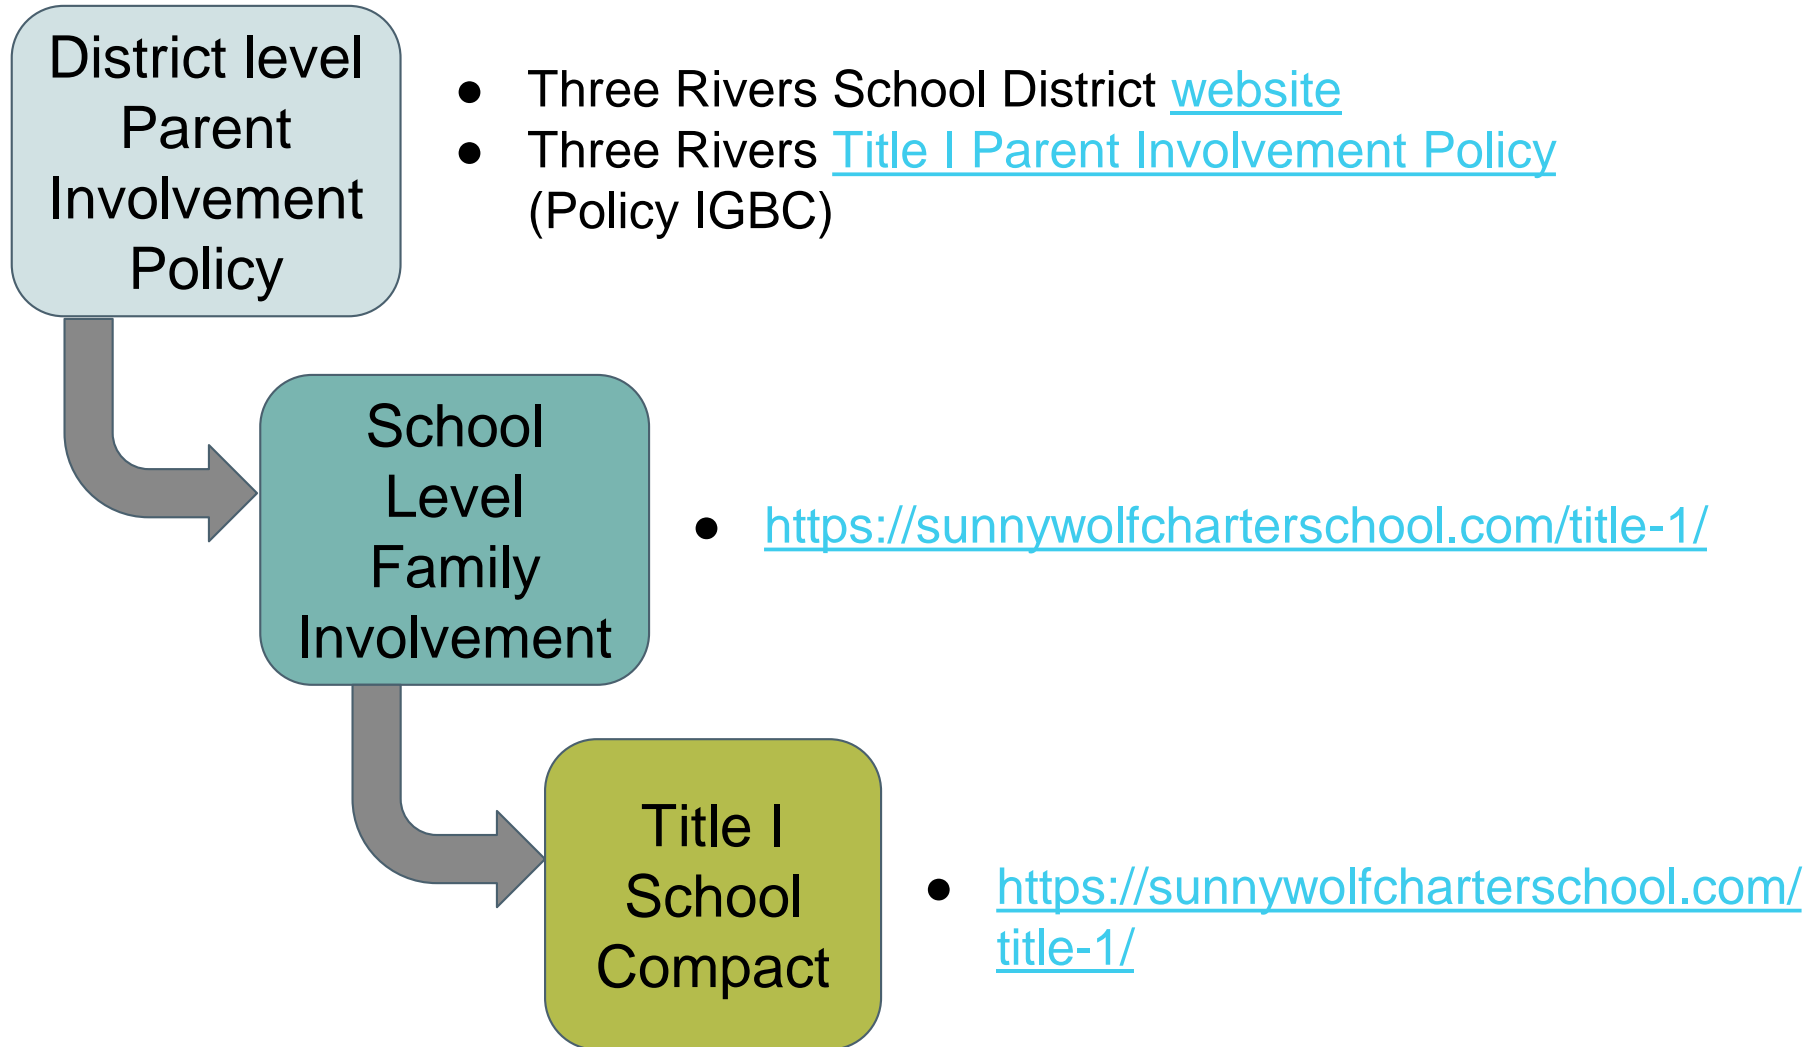 District level
Parent
Involvement
Policy
● Three Rivers School District website
● Three Rivers Title I Parent Involvement Policy
(Policy IGBC)
School
Level
Family
Involvement
● https://sunnywolfcharterschool.com/title-1/
Title I
School
Compact
● https://sunnywolfcharterschool.com/
title-1/